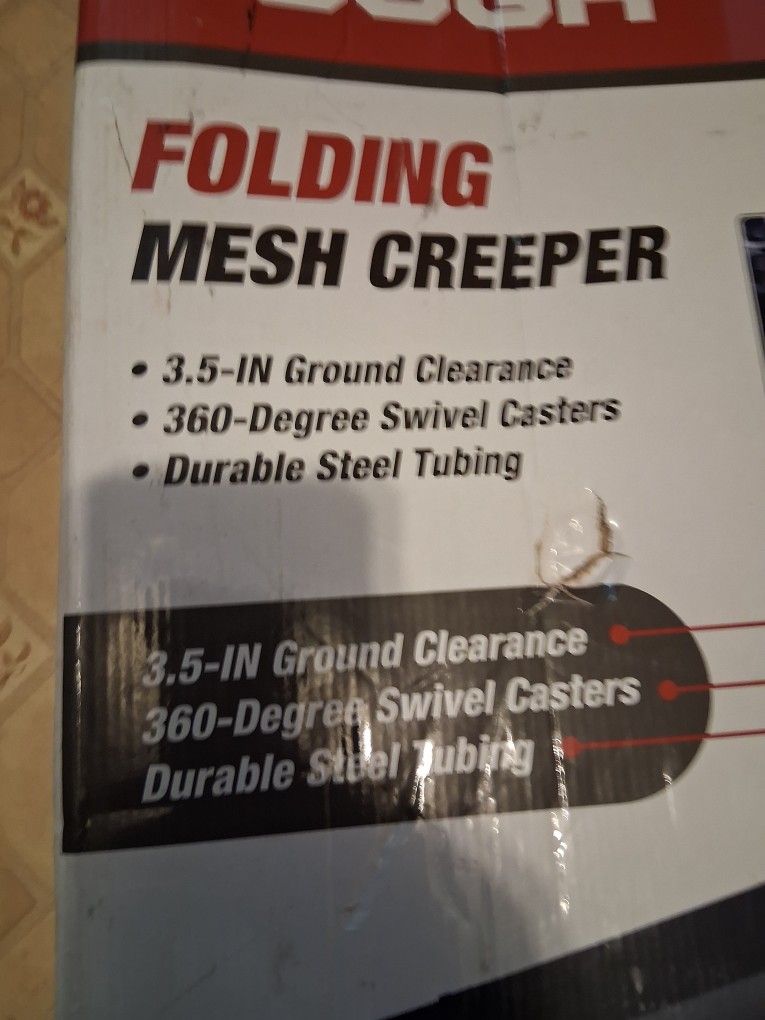 FOLDING
MESH CREEPER
• 3.5-IN Ground Clearance
• 360-Degree Swivel Casters
• Durable Steel Tubing
3.5-IN Ground Clearance
360-Degree Swivel Casters
Durable Steel Tubing